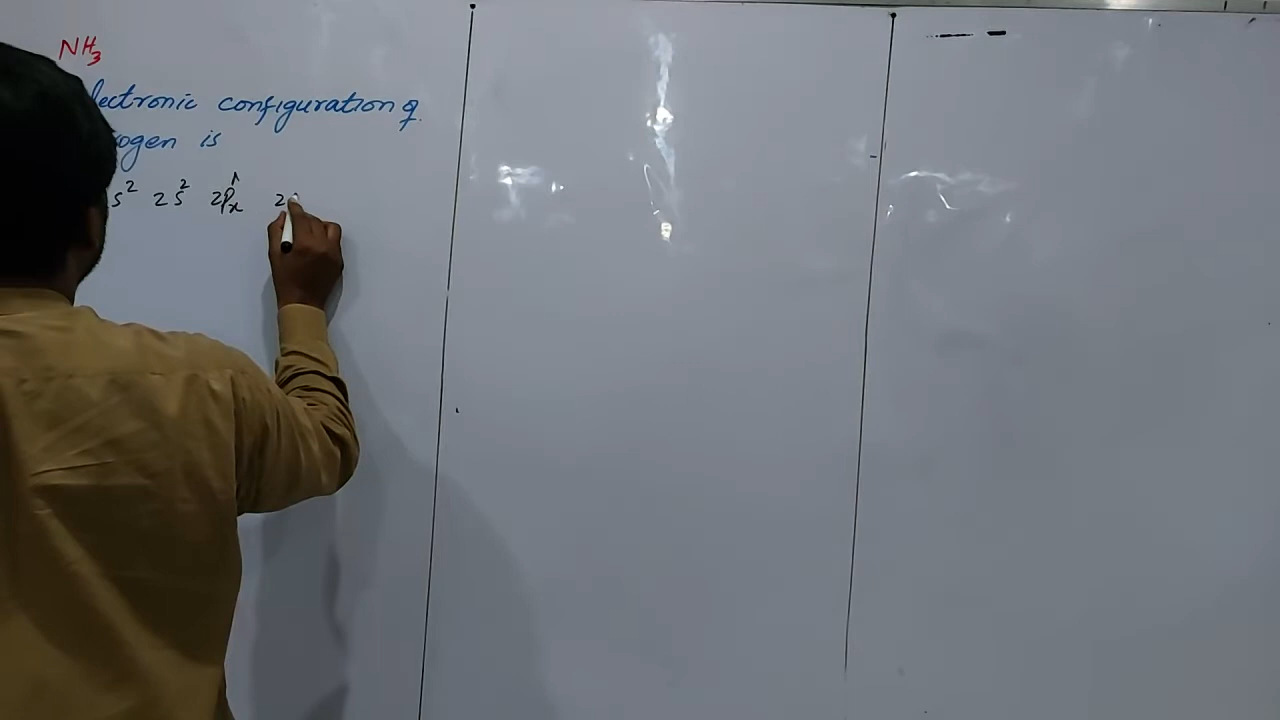 NH₃
lectronic configuration of
ogen is
s² 2s² 2Pₓ¹ 2